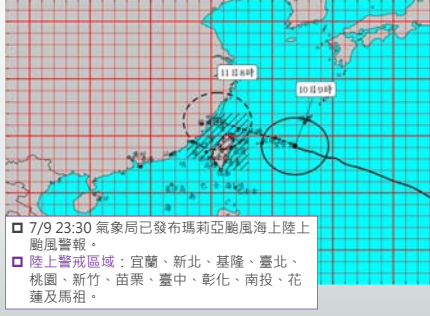 11日8時
10日9時
7/9 23:30 氣象局已發布瑪莉亞颱風海上陸上
颱風警報。
陸上警戒區域：宜蘭、新北、基隆、臺北、
桃園、新竹、苗栗、臺中、彰化、南投、花
蓮及馬祖。